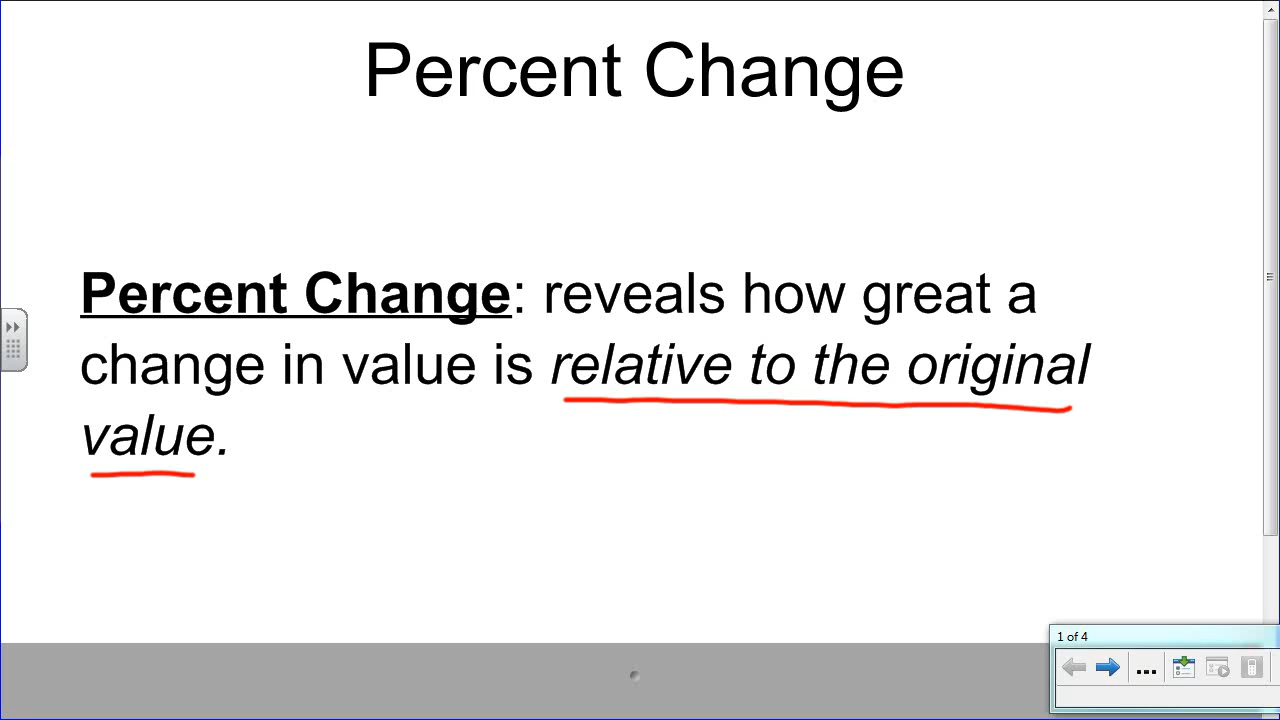 Percent Change
Percent Change: reveals how great a
change in value is relative to the original
value.
1 of 4
...